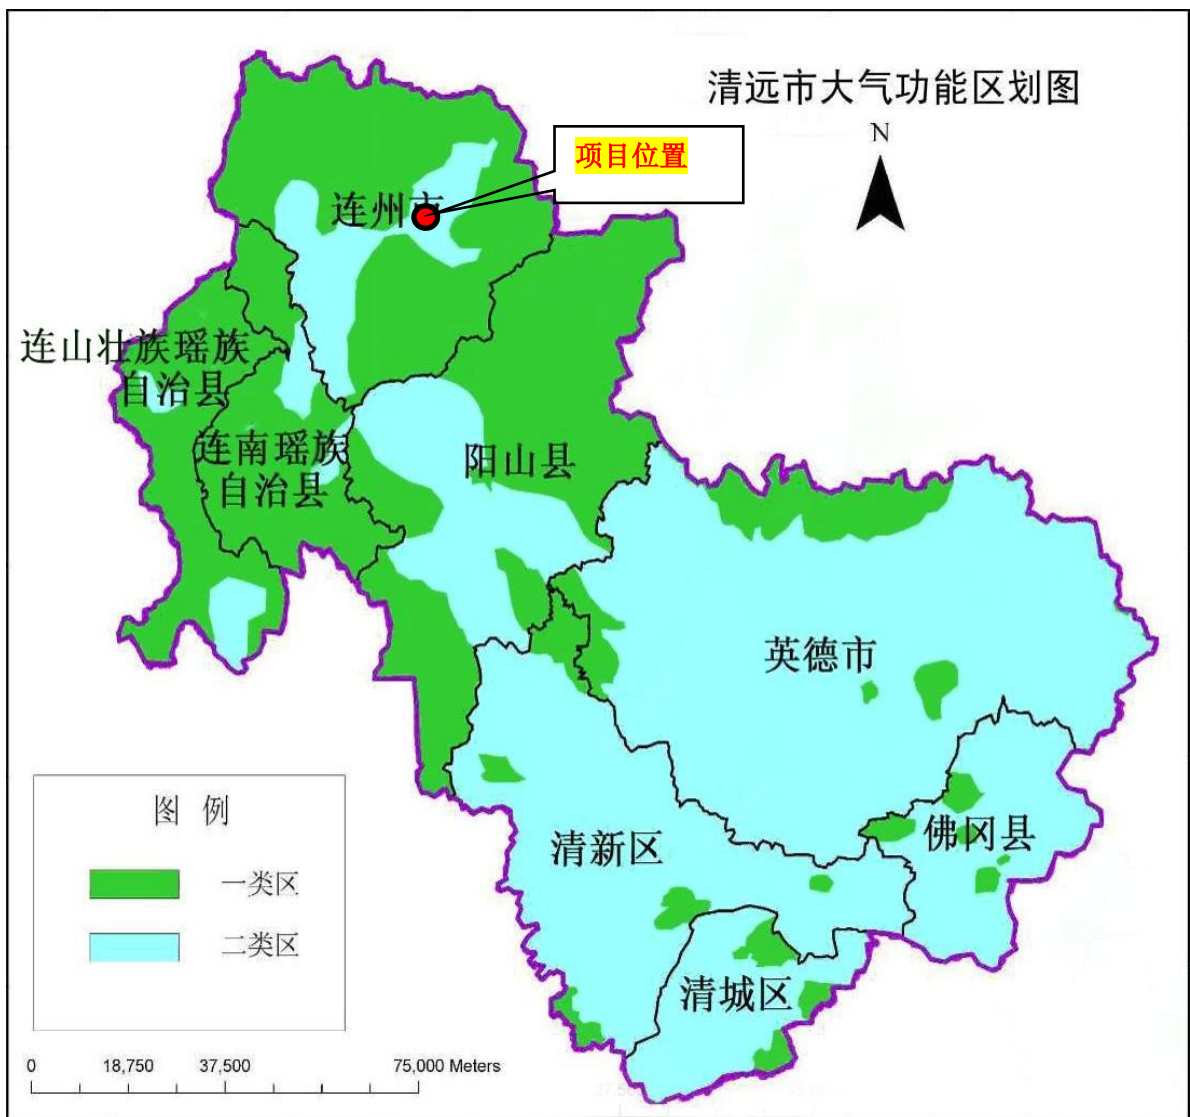 清远市大气功能区划图
N
项目位置
连州市
连山壮族瑶族
自治县
连南瑶族
自治县
阳山县
英德市
佛冈县
清新区
清城区
图 例
一类区
二类区
0 18,750 37,500 75,000 Meters